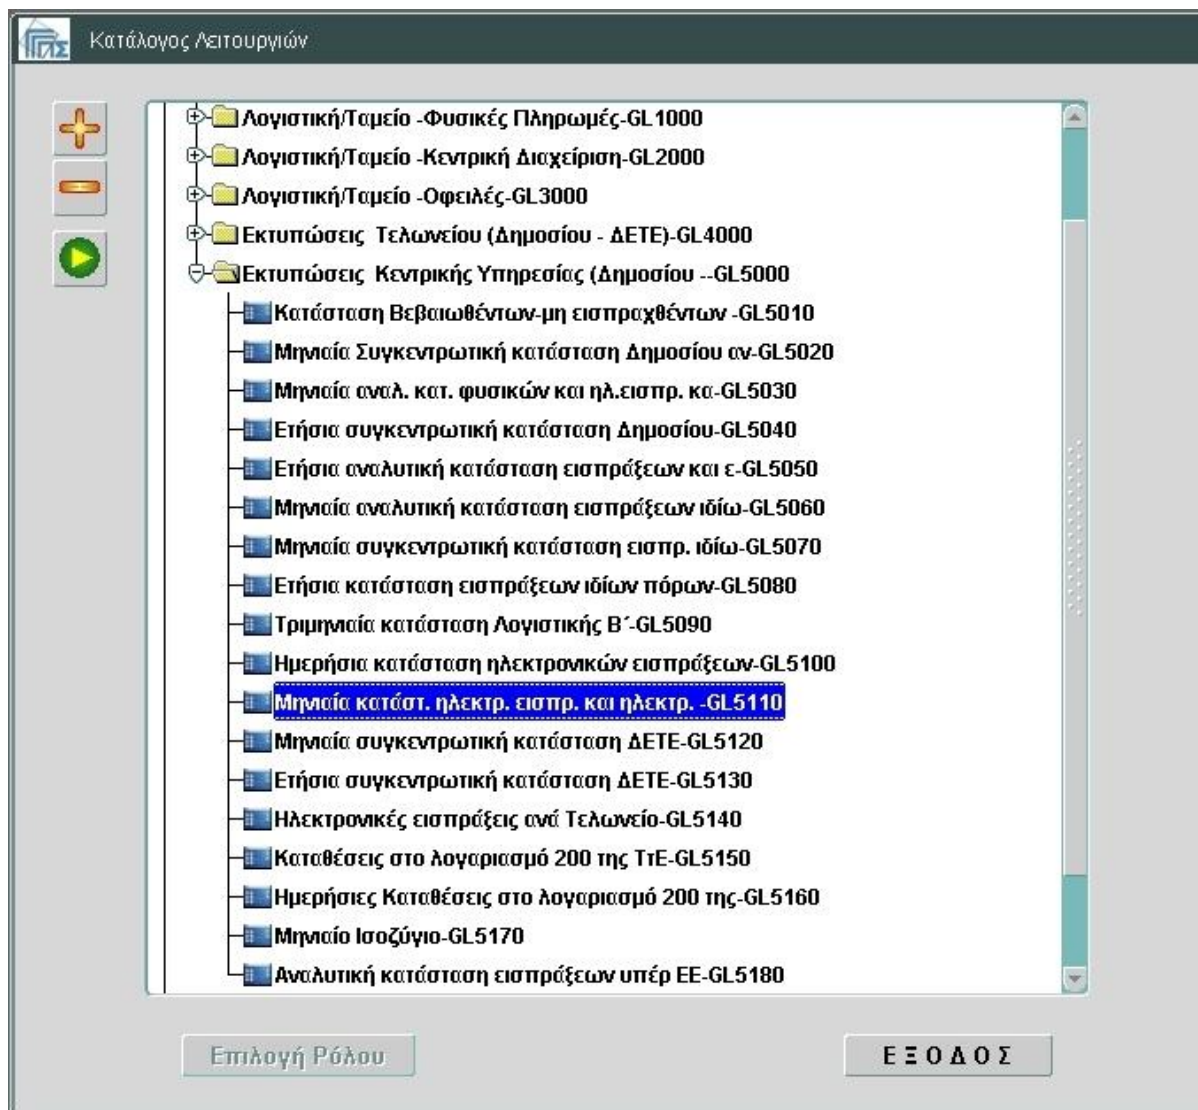 ΓΓΠΣ
Κατάλογος Λειτουργιών
Λογιστική/Ταμείο -Φυσικές Πληρωμές-GL1000
Λογιστική/Ταμείο -Κεντρική Διαχείριση-GL2000
Λογιστική/Ταμείο -Οφειλές-GL3000
Εκτυπώσεις Τελωνείου (Δημοσίου - ΔΕΤΕ)-GL4000
Εκτυπώσεις Κεντρικής Υπηρεσίας (Δημοσίου --GL5000
Κατάσταση Βεβαιωθέντων-μη εισπραχθέντων -GL5010
Μηνιαία Συγκεντρωτική κατάσταση Δημοσίου αν-GL5020
Μηνιαία αναλ. κατ. φυσικών και ηλ.εισπρ. κα-GL5030
Ετήσια συγκεντρωτική κατάσταση Δημοσίου-GL5040
Ετήσια αναλυτική κατάσταση εισπράξεων και ε-GL5050
Μηνιαία αναλυτική κατάσταση εισπράξεων ιδίω-GL5060
Μηνιαία συγκεντρωτική κατάσταση εισπρ. ιδίω-GL5070
Ετήσια κατάσταση εισπράξεων ιδίων πόρων-GL5080
Τριμηνιαία κατάσταση Λογιστικής Β΄-GL5090
Ημερήσια κατάσταση ηλεκτρονικών εισπράξεων-GL5100
Μηνιαία κατάστ. ηλεκτρ. εισπρ. και ηλεκτρ. -GL5110
Μηνιαία συγκεντρωτική κατάσταση ΔΕΤΕ-GL5120
Ετήσια συγκεντρωτική κατάσταση ΔΕΤΕ-GL5130
Ηλεκτρονικές εισπράξεις ανά Τελωνείο-GL5140
Καταθέσεις στο λογαριασμό 200 της ΤτΕ-GL5150
Ημερήσιες Καταθέσεις στο λογαριασμό 200 της-GL5160
Μηνιαίο Ισοζύγιο-GL5170
Αναλυτική κατάσταση εισπράξεων υπέρ ΕΕ-GL5180
Επιλογή Ρόλου
ΕΞΟΔΟΣ